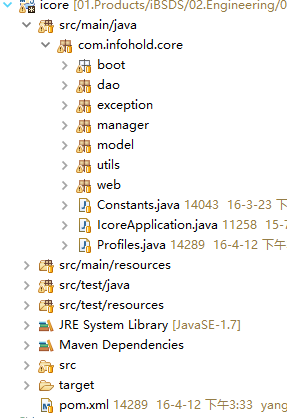 icore [01.Products/iBSDS/02.Engineering/0
src/main/java
com.infohold.core
boot
dao
exception
manager
model
utils
web
Constants.java 14043 16-3-23 下
IcoreApplication.java 11258 15-7
Profiles.java 14289 16-4-12 下午
src/main/resources
src/test/java
src/test/resources
JRE System Library [JavaSE-1.7]
Maven Dependencies
src
target
pom.xml 14289 16-4-12 下午3:33 yang